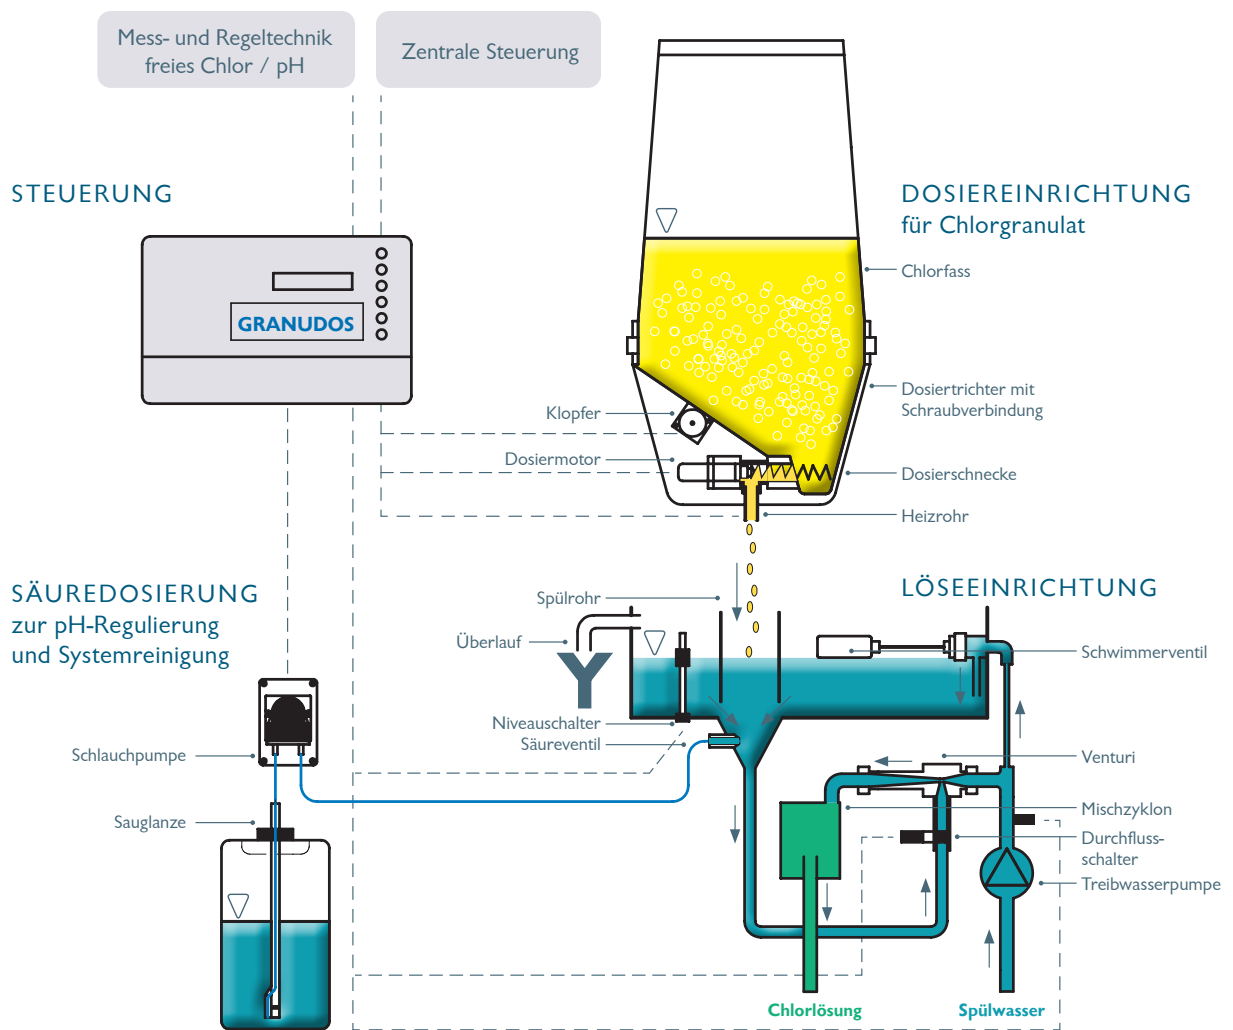 Mess- und Regeltechnik
freies Chlor / pH
Zentrale Steuerung
STEUERUNG
GRANUDOS
DOSIEREINRICHTUNG
für Chlorgranulat
Chlorfass
Dosiertrichter mit
Schraubverbindung
Klopfer
Dosiermotor
Dosierschnecke
Heizrohr
SÄUREDOSIERUNG
zur pH-Regulierung
und Systemreinigung
LÖSEEINRICHTUNG
Spülrohr
Überlauf
Schwimmerventil
Niveauschalter
Säureventil
Schlauchpumpe
Venturi
Sauglanze
Mischzyklon
Durchfluss-
schalter
Treibwasserpumpe
Chlorlösung
Spülwasser